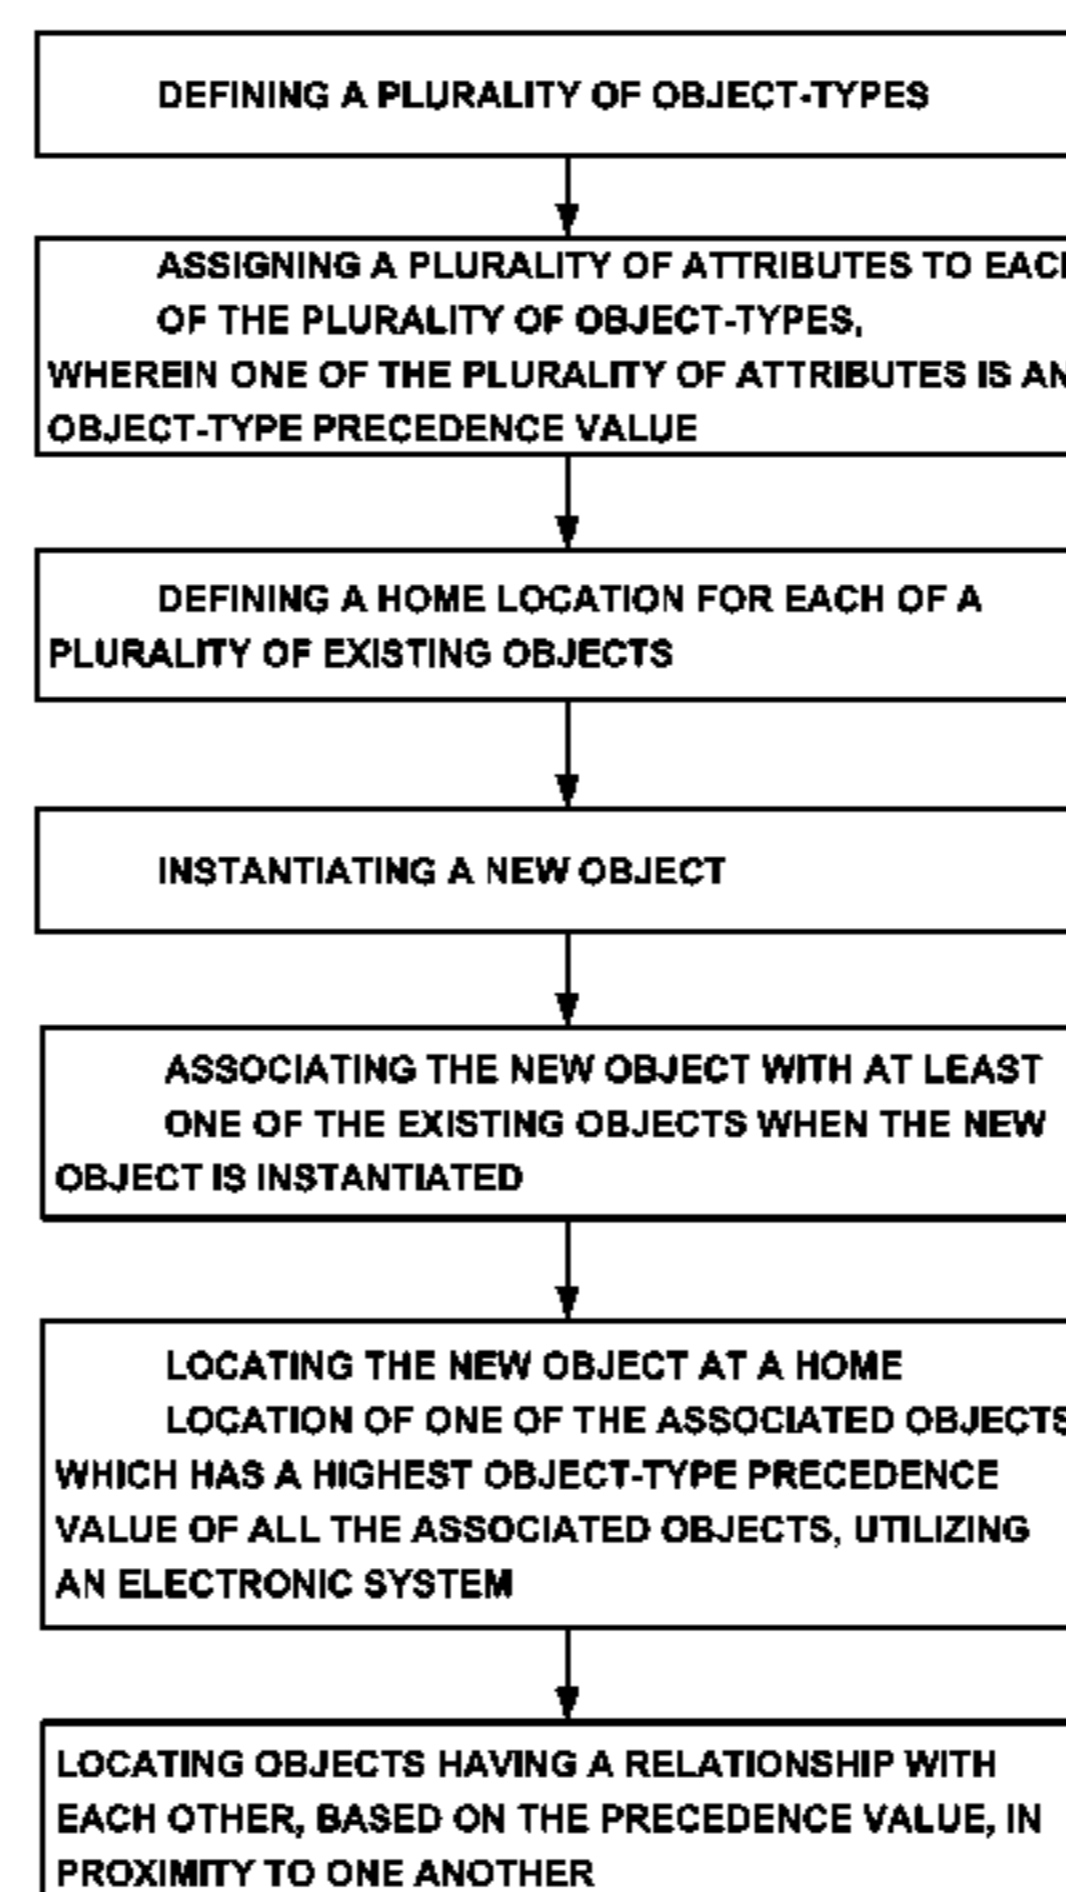 DEFINING A PLURALITY OF OBJECT-TYPES
ASSIGNING A PLURALITY OF ATTRIBUTES TO EACH
OF THE PLURALITY OF OBJECT-TYPES,
WHEREIN ONE OF THE PLURALITY OF ATTRIBUTES IS AN
OBJECT-TYPE PRECEDENCE VALUE
DEFINING A HOME LOCATION FOR EACH OF A
PLURALITY OF EXISTING OBJECTS
INSTANTIATING A NEW OBJECT
ASSOCIATING THE NEW OBJECT WITH AT LEAST
ONE OF THE EXISTING OBJECTS WHEN THE NEW
OBJECT IS INSTANTIATED
LOCATING THE NEW OBJECT AT A HOME
LOCATION OF ONE OF THE ASSOCIATED OBJECTS
WHICH HAS A HIGHEST OBJECT-TYPE PRECEDENCE
VALUE OF ALL THE ASSOCIATED OBJECTS, UTILIZING
AN ELECTRONIC SYSTEM
LOCATING OBJECTS HAVING A RELATIONSHIP WITH
EACH OTHER, BASED ON THE PRECEDENCE VALUE, IN
PROXIMITY TO ONE ANOTHER